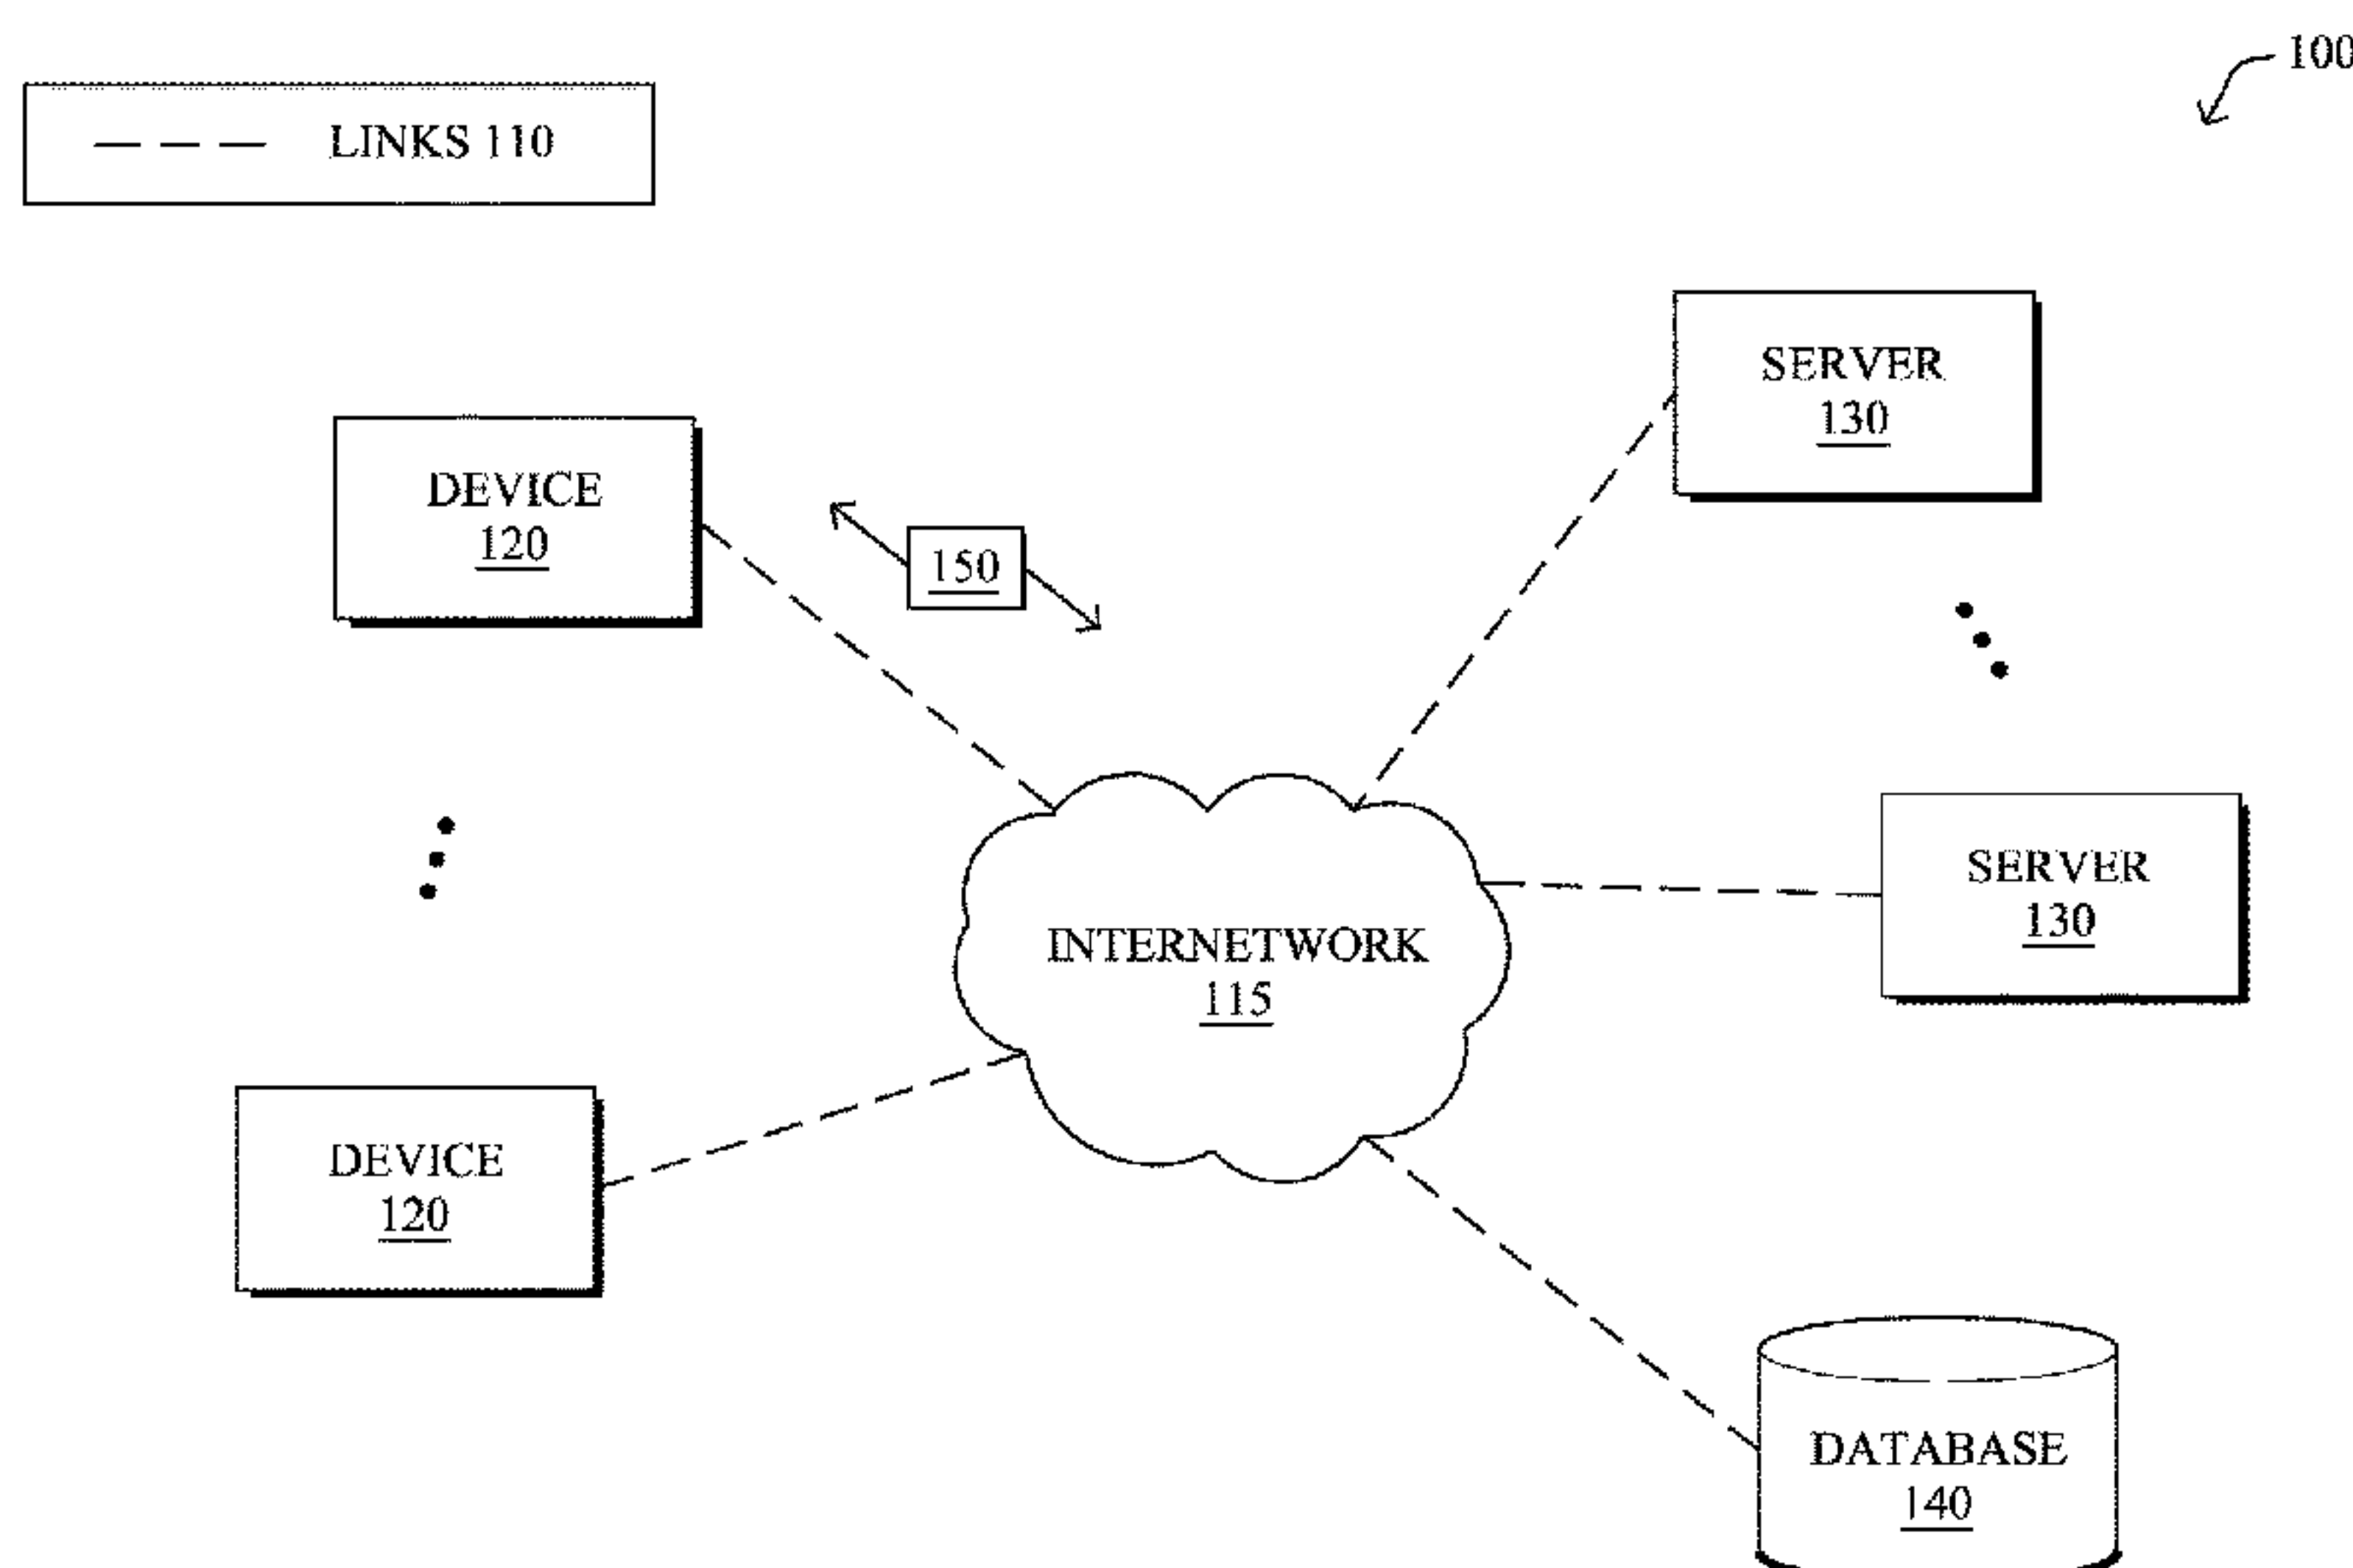 100
LINKS 110
SERVER
130
DEVICE
120
150
SERVER
130
INTERNETWORK
115
DEVICE
120
DATABASE
140